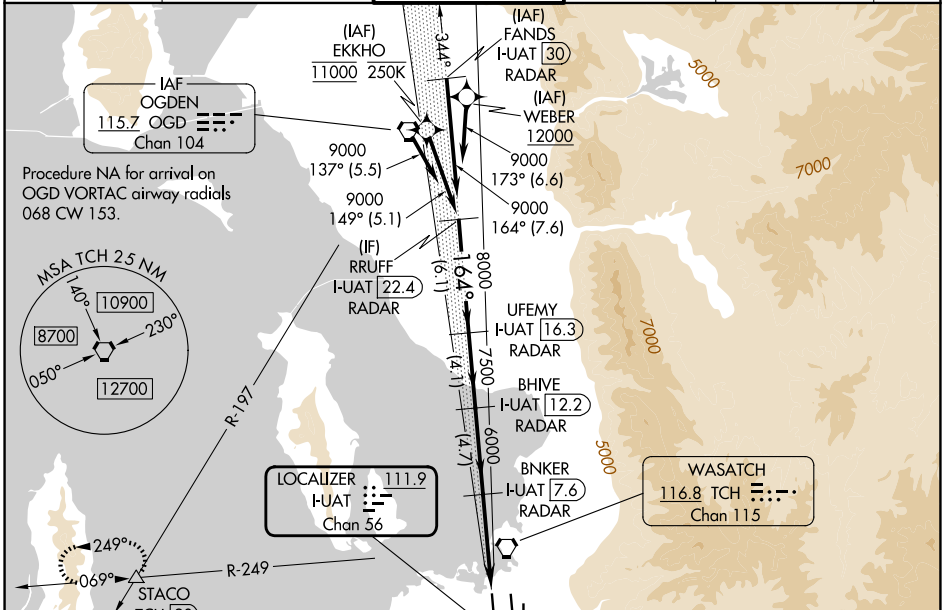 (IAF)
EKKHO
11000 250K
344°
(IAF)
FANDS
I-UAT 30
RADAR
5000
IAF
OGDEN
115.7 OGD
Chan 104
(IAF)
WEBER
12000
9000
137° (5.5)
9000
173° (6.6)
7000
Procedure NA for arrival on
OGD VORTAC airway radials
068 CW 153.
9000
149° (5.1)
9000
164° (7.6)
(IF)
RRUFF
I-UAT 22.4
RADAR
(6.1)
164°
8000
MSA TCH 25 NM
140°
10900
8700
230°
050°
12700
UFEMY
I-UAT 16.3
RADAR
7000
(4.1)
7500
R-197
BHIVE
I-UAT 12.2
RADAR
(4.7)
6000
5000
LOCALIZER 111.9
I-UAT
Chan 56
BNKER
I-UAT 7.6
RADAR
WASATCH
116.8 TCH
Chan 115
249°
069°
R-249
STACO